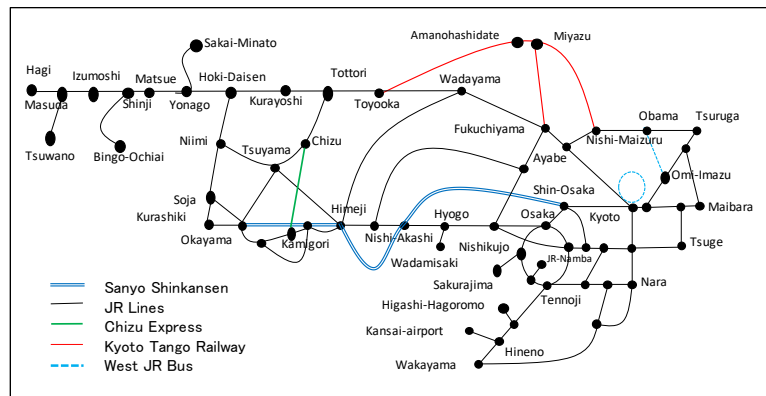 Sakai-Minato
Amanohashidate
Miyazu
Hagi
Izumoshi
Matsue
Hoki-Daisen
Tottori
Wadayama
Masuda
Shinji
Yonago
Kurayoshi
Toyooka
Obama
Tsuruga
Fukuchiyama
Nishi-Maizuru
Niimi
Tsuyama
Chizu
Tsuwano
Bingo-Ochiai
Ayabe
Omi-Imazu
Shin-Osaka
Soja
Kurashiki
Himeji
Hyogo
Osaka
Kyoto
Maibara
Okayama
Kamigori
Nishi-Akashi
Nishikujo
JR-Namba
Tsuge
Wadamisaki
Sakurajima
Tennoji
Nara
Higashi-Hagoromo
Kansai-airport
Hineno
Wakayama
Sanyo Shinkansen
JR Lines
Chizu Express
Kyoto Tango Railway
West JR Bus